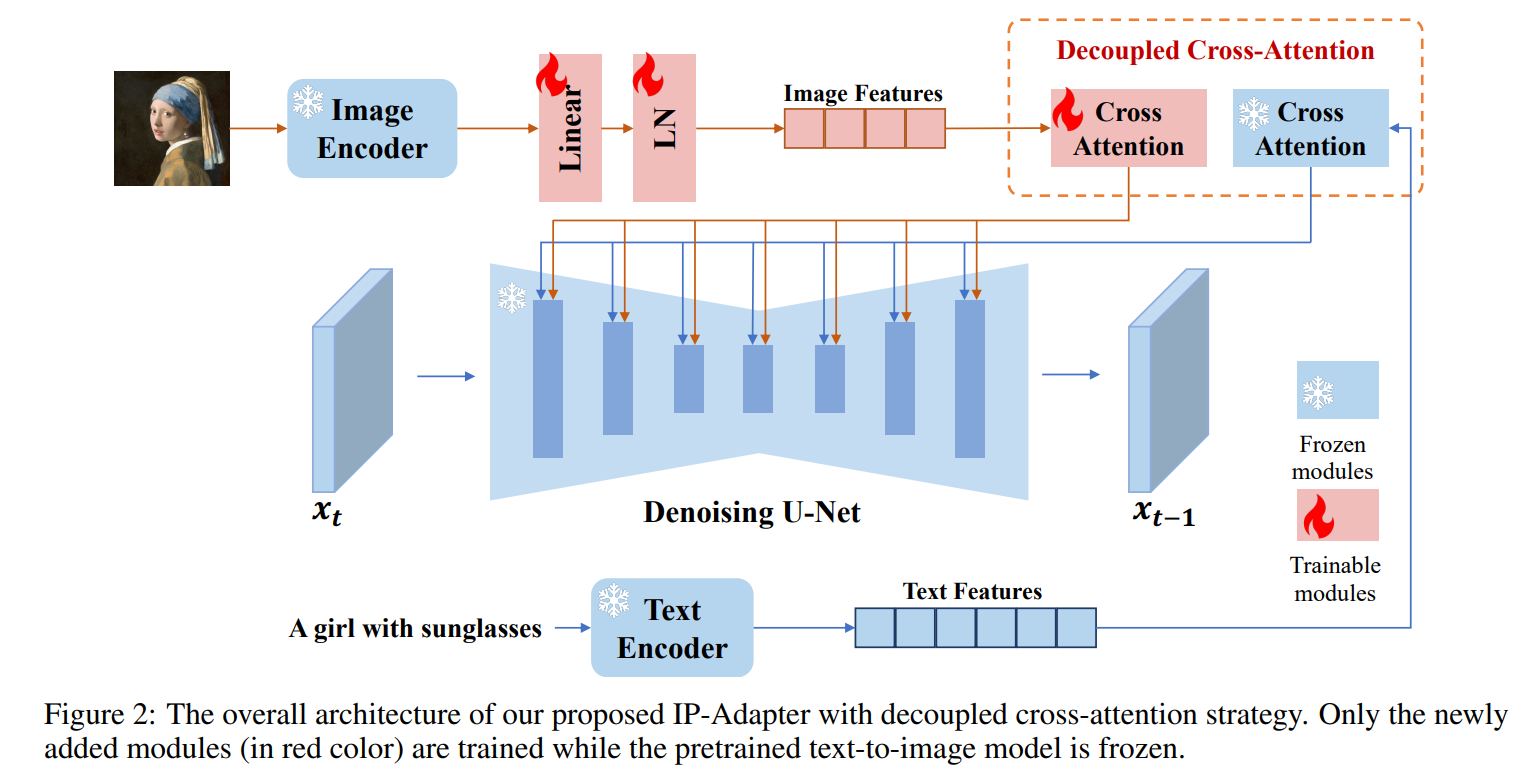 Decoupled Cross-Attention
Image
Encoder
Linear
LN
Image Features
Cross
Attention
Cross
Attention
x_t
Denoising U-Net
x_{t−1}
Frozen
modules
Trainable
modules
A girl with sunglasses
Text
Encoder
Text Features
Figure 2: The overall architecture of our proposed IP-Adapter with decoupled cross-attention strategy. Only the newly
added modules (in red color) are trained while the pretrained text-to-image model is frozen.